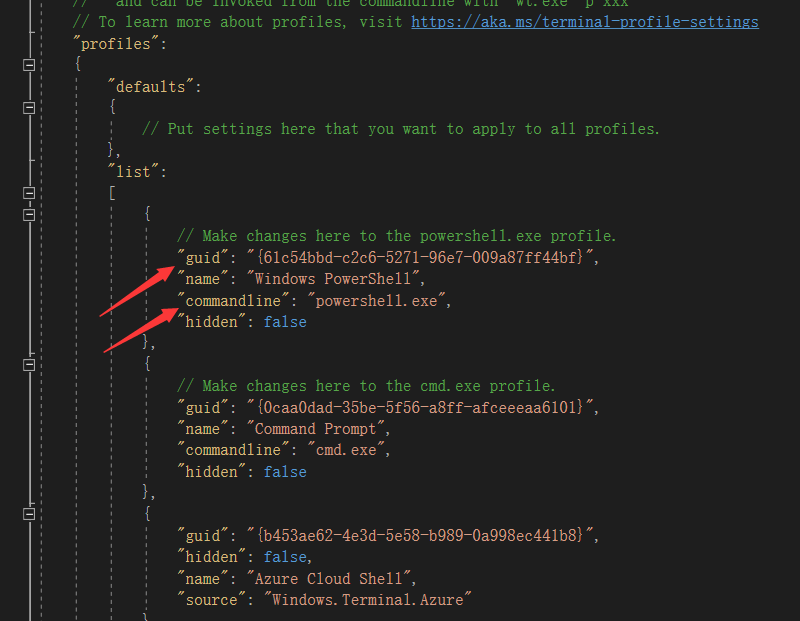 //   and can be invoked from the commandline with `wt.exe -p xxx`
// To learn more about profiles, visit https://aka.ms/terminal-profile-settings
"profiles":
{
"defaults":
{
// Put settings here that you want to apply to all profiles.
},
"list":
[
{
// Make changes here to the powershell.exe profile.
"guid": "{61c54bbd-c2c6-5271-96e7-009a87ff44bf}",
"name": "Windows PowerShell",
"commandline": "powershell.exe",
"hidden": false
},
{
// Make changes here to the cmd.exe profile.
"guid": "{0caa0dad-35be-5f56-a8ff-afceeeaa6101}",
"name": "Command Prompt",
"commandline": "cmd.exe",
"hidden": false
},
{
"guid": "{b453ae62-4e3d-5e58-b989-0a998ec441b8}",
"hidden": false,
"name": "Azure Cloud Shell",
"source": "Windows.Terminal.Azure"
}